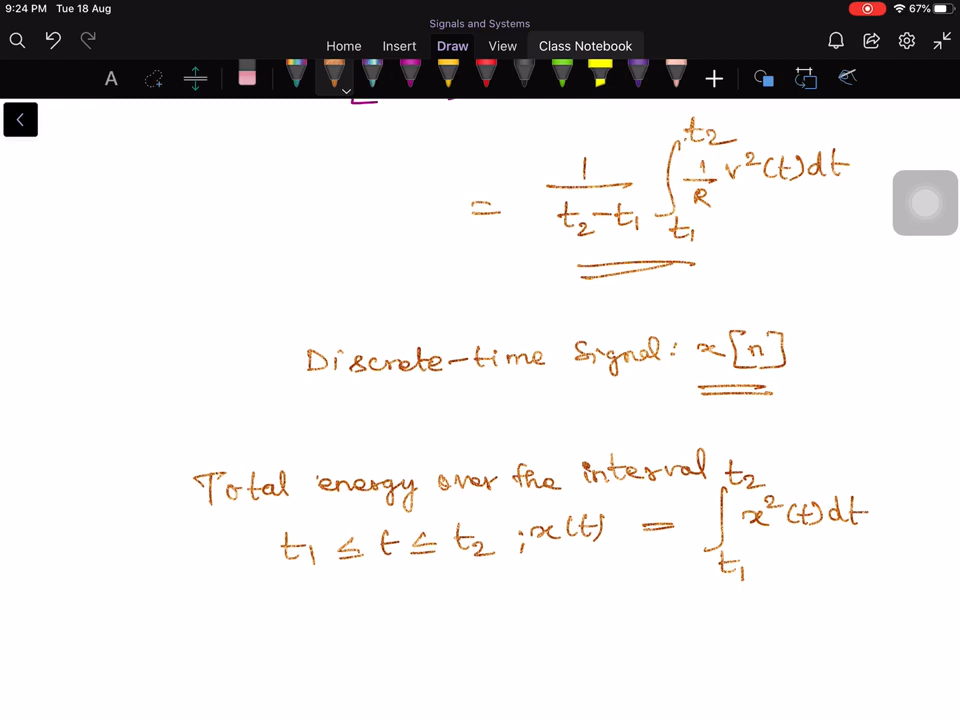 9:24 PM Tue 18 Aug
67%
Signals and Systems
Home Insert Draw View Class Notebook
A
= 1/(t₂-t₁) ∫_{t₁}^{t₂} 1/R v²(t)dt
Discrete-time Signal: x[n]
Total energy over the interval
t₁ ≤ t ≤ t₂ ; x(t) = ∫_{t₁}^{t₂} x²(t)dt